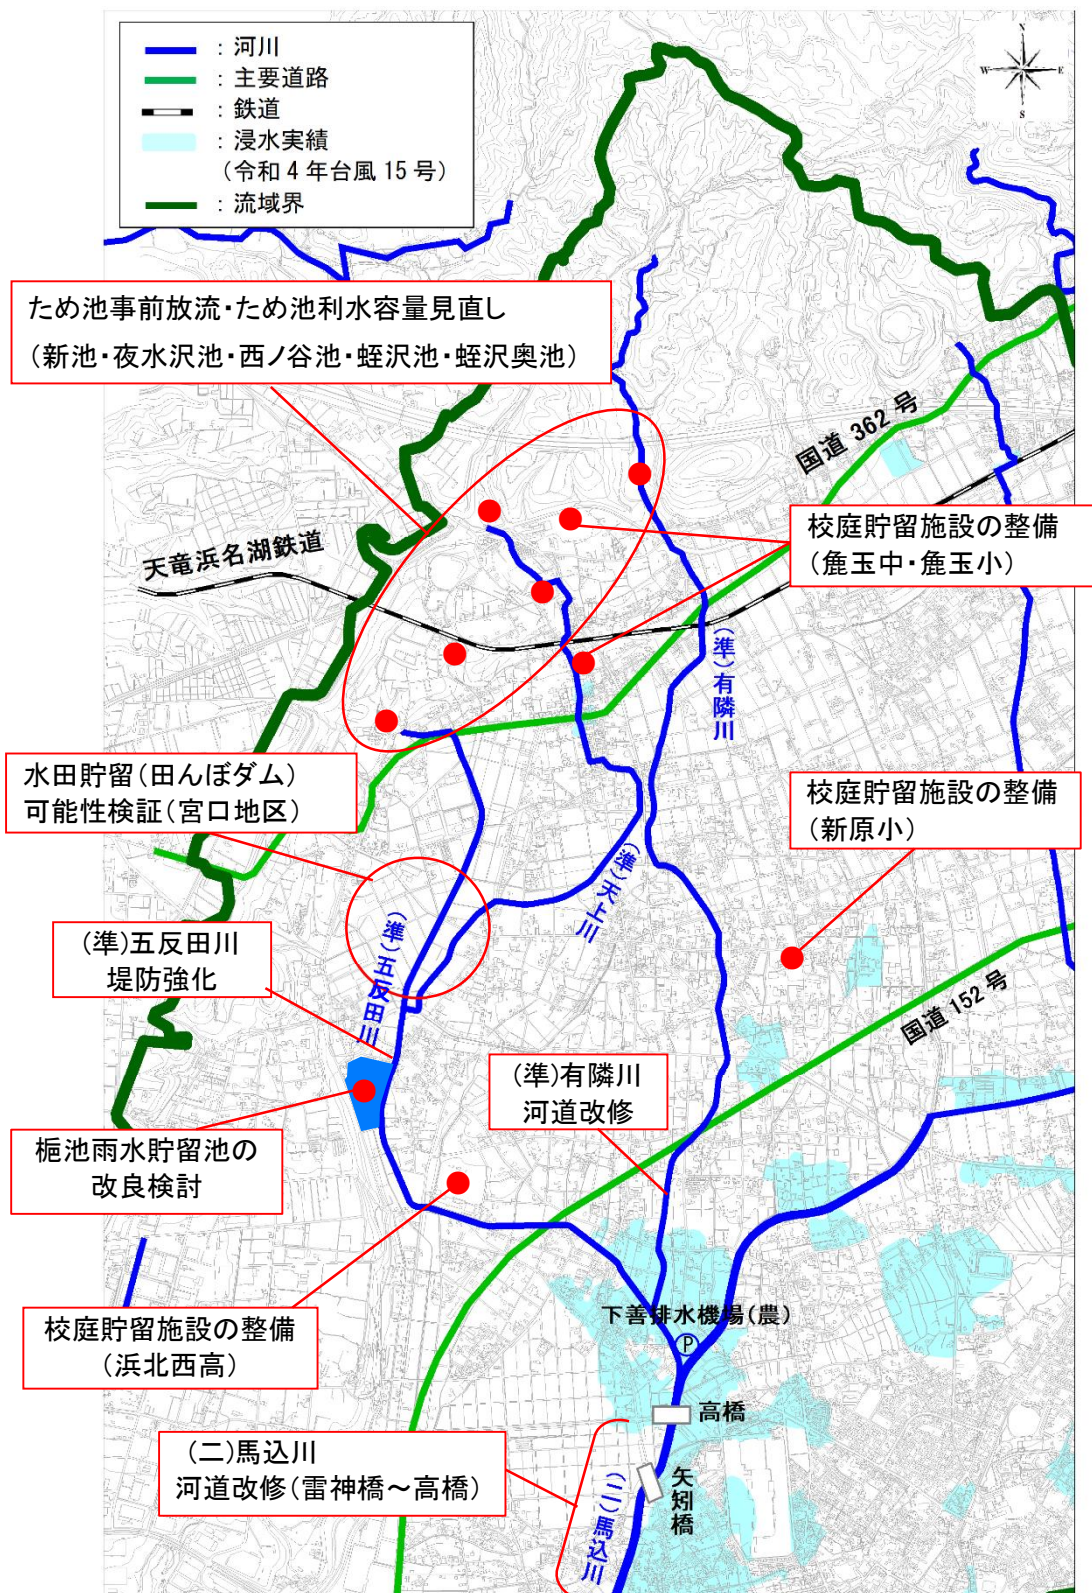 ：河川
：主要道路
：鉄道
：浸水実績
（令和4年台風15号）
：流域界
N
W
E
S
ため池事前放流・ため池利水容量見直し
（新池・夜水沢池・西ノ谷池・蛭沢池・蛭沢奥池）
国道 362 号
校庭貯留施設の整備
（麁玉中・麁玉小）
天竜浜名湖鉄道
（準）有隣川
水田貯留（田んぼダム）
可能性検証（宮口地区）
校庭貯留施設の整備
（新原小）
（準）天上川
（準）五反田川
（準）五反田川
堤防強化
国道 152 号
（準）有隣川
河道改修
梔池雨水貯留池の
改良検討
下善排水機場（農）
P
校庭貯留施設の整備
（浜北西高）
高橋
（二）馬込川
河道改修（雷神橋～高橋）
矢矧橋
（二）馬込川